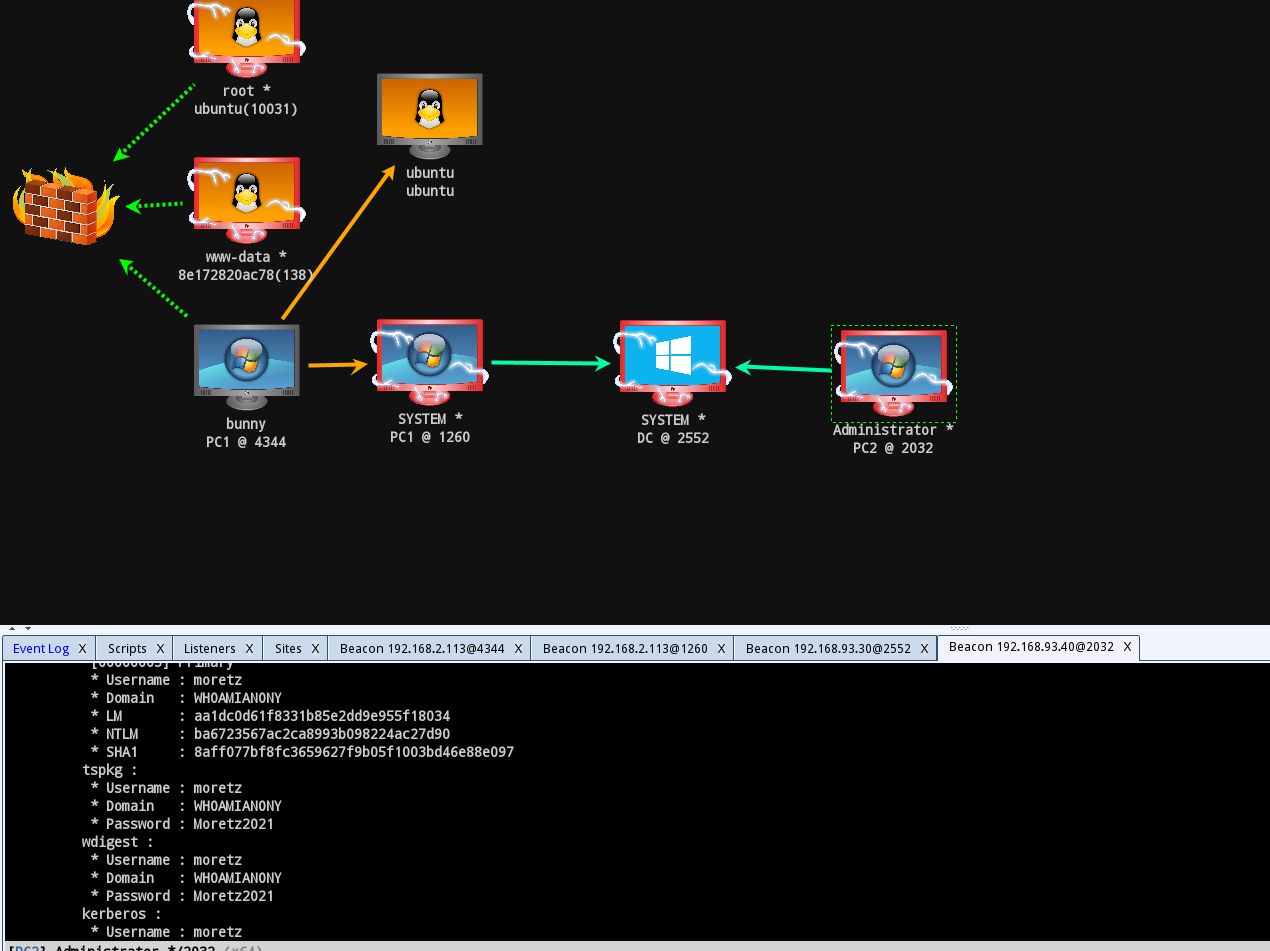 root *
ubuntu(10031)
ubuntu
ubuntu
www-data *
8e172820ac78(138)
bunny
PC1 @ 4344
SYSTEM *
PC1 @ 1260
SYSTEM *
DC @ 2552
Administrator *
PC2 @ 2032
Event Log X Scripts X Listeners X Sites X Beacon 192.168.2.113@4344 X Beacon 192.168.2.113@1260 X Beacon 192.168.93.30@2552 X Beacon 192.168.93.40@2032 X
[00000003] Primary
* Username : moretz
* Domain : WHOAMIANONY
* LM : aa1dc0d61f8331b85e2dd9e955f18034
* NTLM : ba6723567ac2ca8993b098224ac27d90
* SHA1 : 8aff077bf8fc3659627f9b05f1003bd46e88e097
tspkg :
* Username : moretz
* Domain : WHOAMIANONY
* Password : Moretz2021
wdigest :
* Username : moretz
* Domain : WHOAMIANONY
* Password : Moretz2021
kerberos :
* Username : moretz
[PC2] Administrator */2032 (x64)